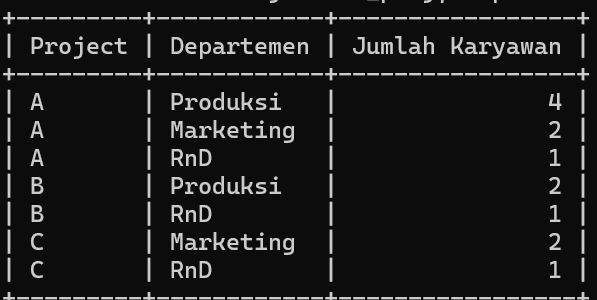 | Project | Departemen | Jumlah Karyawan |
| A | Produksi | 4 |
| A | Marketing | 2 |
| A | RnD | 1 |
| B | Produksi | 2 |
| B | RnD | 1 |
| C | Marketing | 2 |
| C | RnD | 1 |